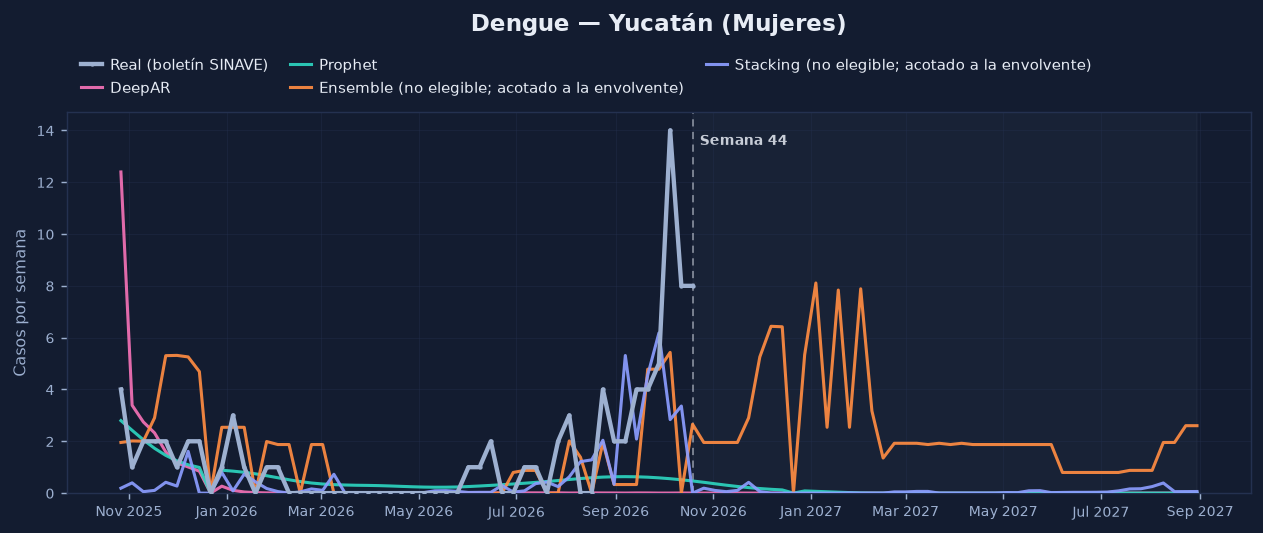 Dengue — Yucatán (Mujeres)
Real (boletín SINAVE)
Prophet
Stacking (no elegible; acotado a la envolvente)
DeepAR
Ensemble (no elegible; acotado a la envolvente)
Semana 44
Casos por semana
14
12
10
8
6
4
2
0
Nov 2025
Jan 2026
Mar 2026
May 2026
Jul 2026
Sep 2026
Nov 2026
Jan 2027
Mar 2027
May 2027
Jul 2027
Sep 2027